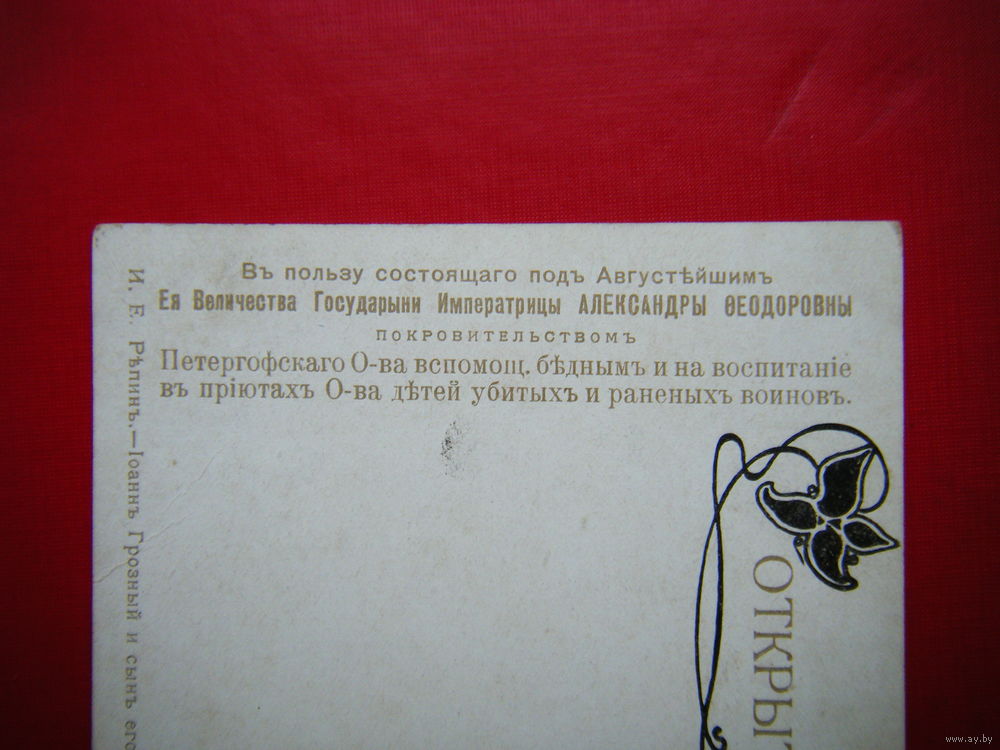 Въ пользу состоящаго подъ Августѣйшимъ
Ея Величества Государыни Императрицы АЛЕКСАНДРЫ ѲЕОДОРОВНЫ
ПОКРОВИТЕЛЬСТВОМЪ
Петергофскаго О-ва вспомощ. бѣднымъ и на воспитаніе
въ пріютахъ О-ва дѣтей убитыхъ и раненыхъ воиновъ.
И. Е. Рѣпинъ.—Іоаннъ Грозный и сынъ его
ОТКРЫТ
www.ay.by